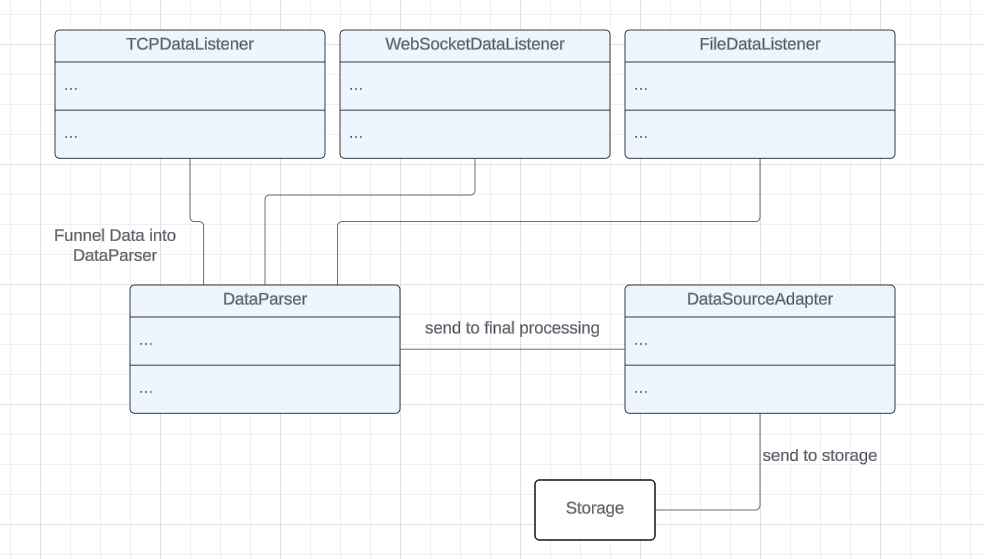 TCPDataListener
...
...
WebSocketDataListener
...
...
FileDataListener
...
...
Funnel Data into
DataParser
DataParser
...
...
send to final processing
DataSourceAdapter
...
...
send to storage
Storage